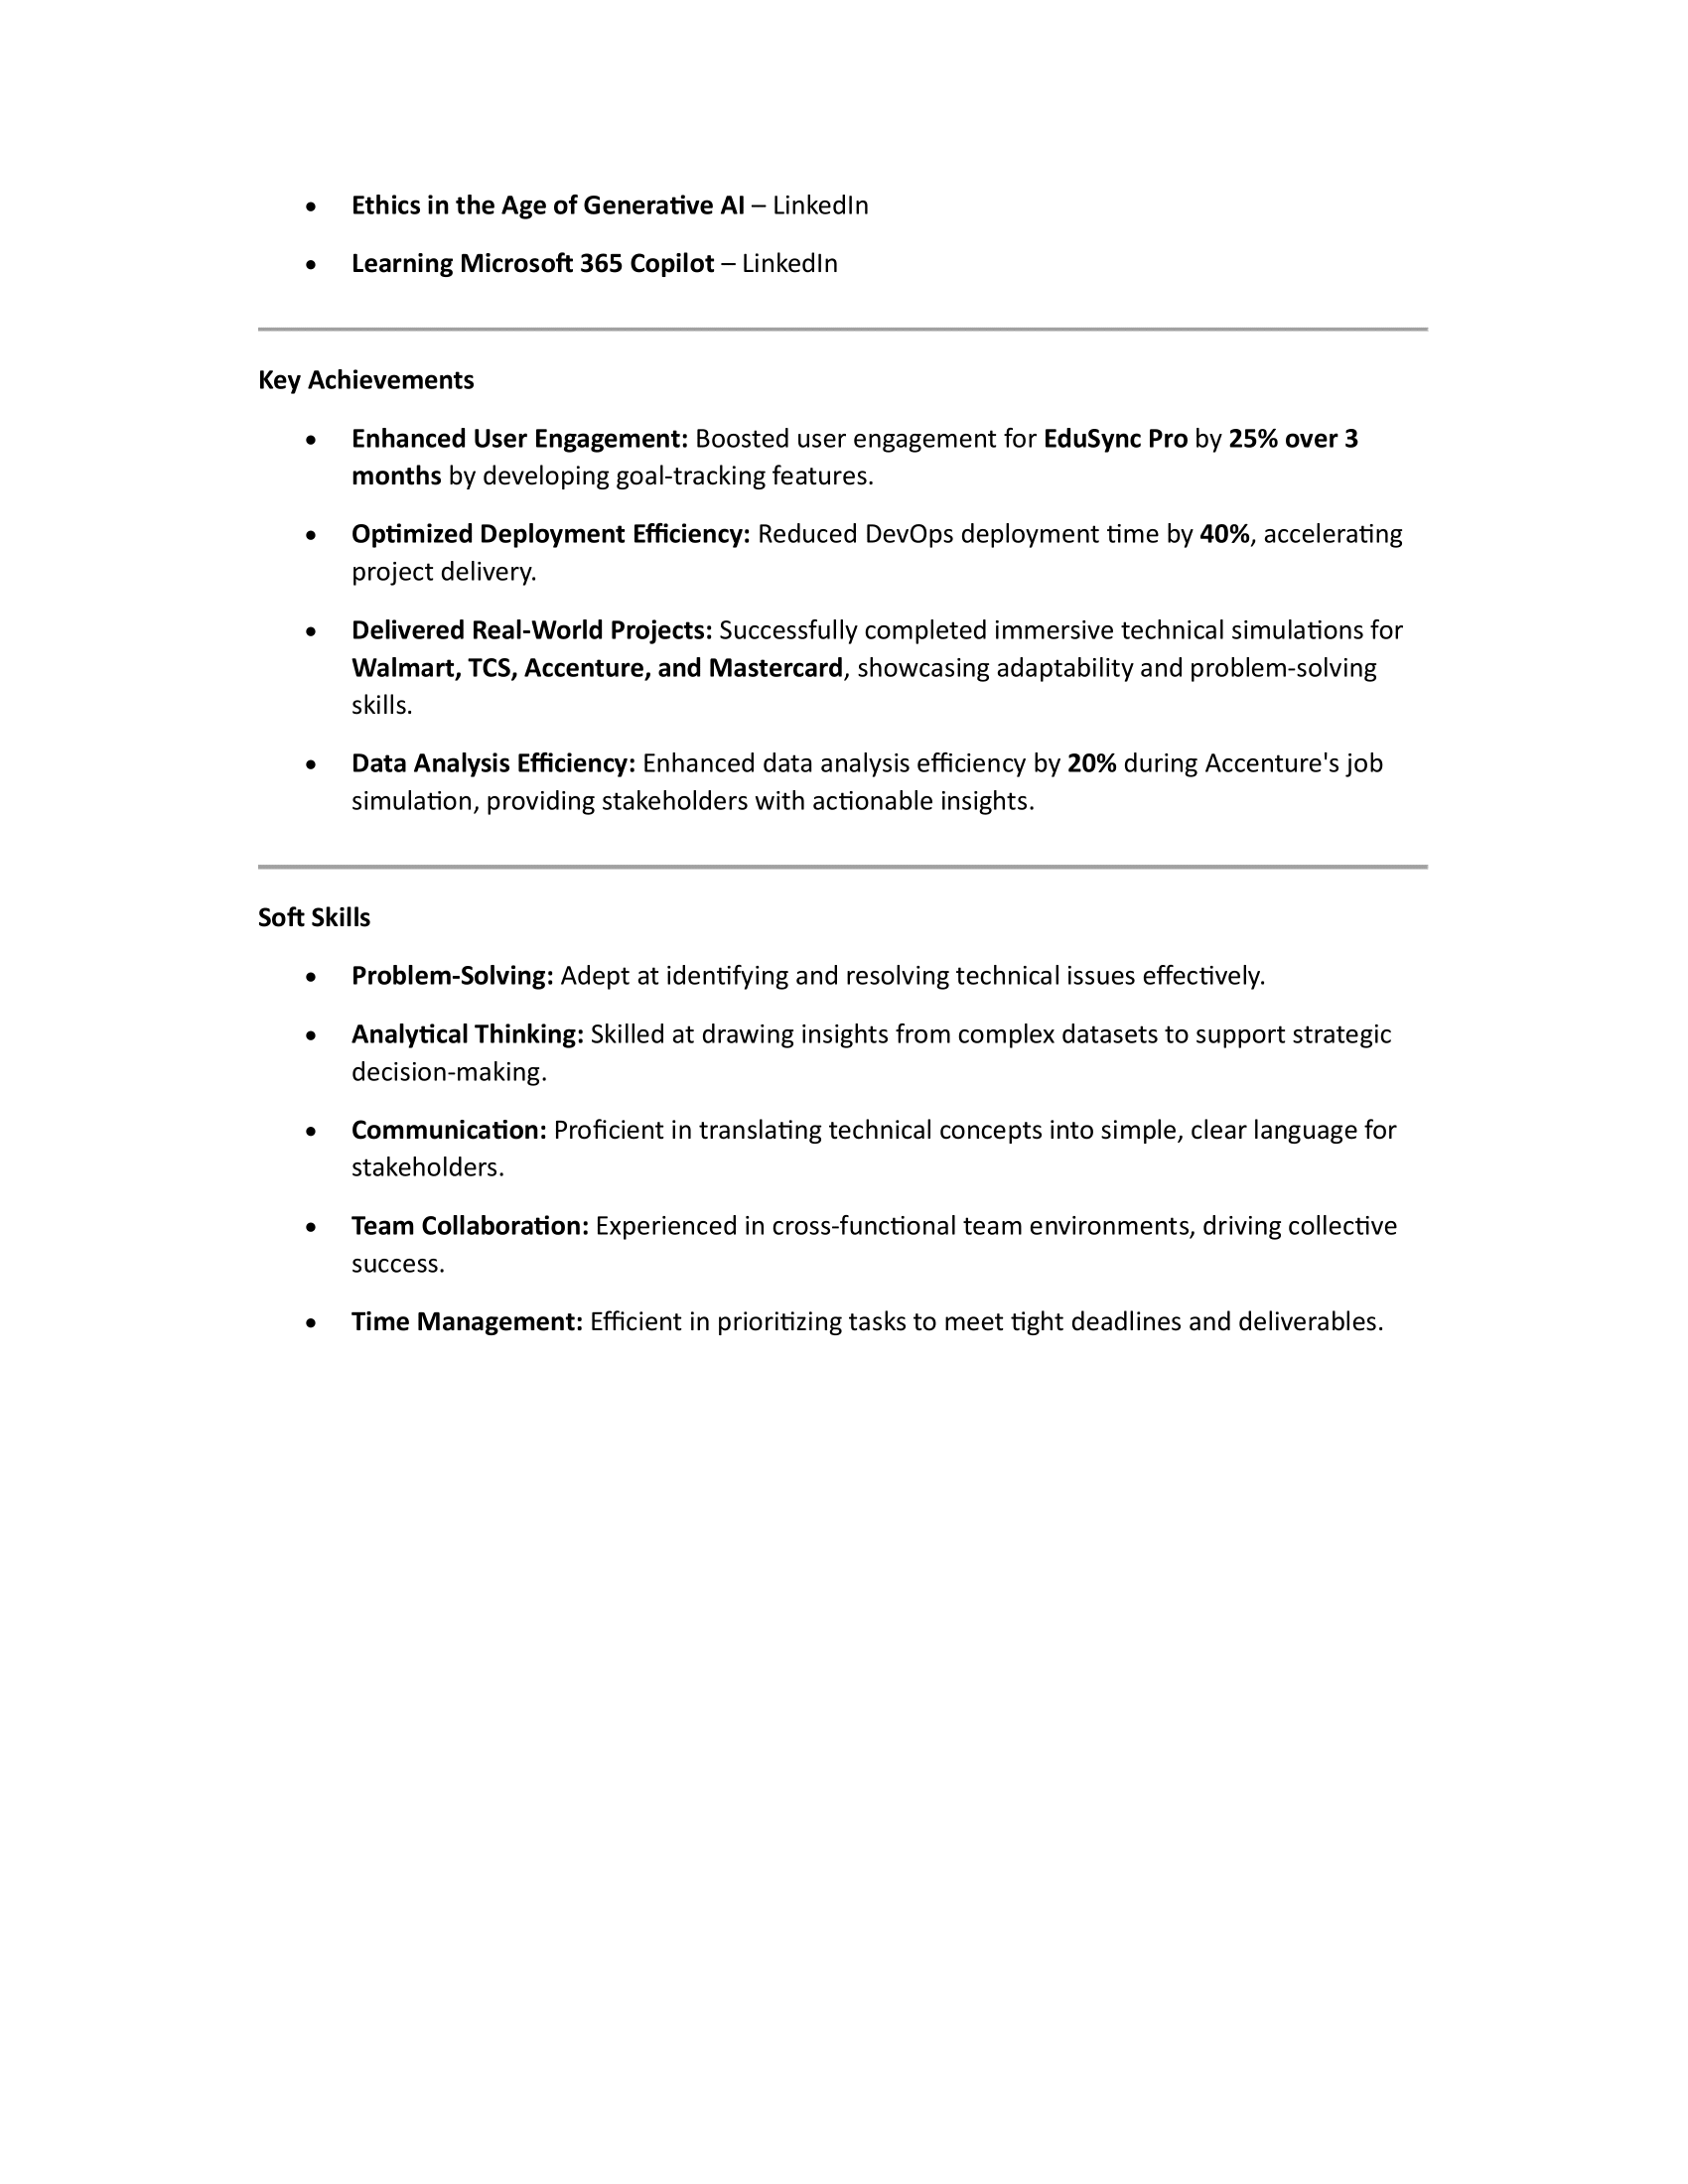 • Ethics in the Age of Generative AI – LinkedIn
• Learning Microsoft 365 Copilot – LinkedIn
Key Achievements
• Enhanced User Engagement: Boosted user engagement for EduSync Pro by 25% over 3
months by developing goal-tracking features.
• Optimized Deployment Efficiency: Reduced DevOps deployment time by 40%, accelerating
project delivery.
• Delivered Real-World Projects: Successfully completed immersive technical simulations for
Walmart, TCS, Accenture, and Mastercard, showcasing adaptability and problem-solving
skills.
• Data Analysis Efficiency: Enhanced data analysis efficiency by 20% during Accenture's job
simulation, providing stakeholders with actionable insights.
Soft Skills
• Problem-Solving: Adept at identifying and resolving technical issues effectively.
• Analytical Thinking: Skilled at drawing insights from complex datasets to support strategic
decision-making.
• Communication: Proficient in translating technical concepts into simple, clear language for
stakeholders.
• Team Collaboration: Experienced in cross-functional team environments, driving collective
success.
• Time Management: Efficient in prioritizing tasks to meet tight deadlines and deliverables.